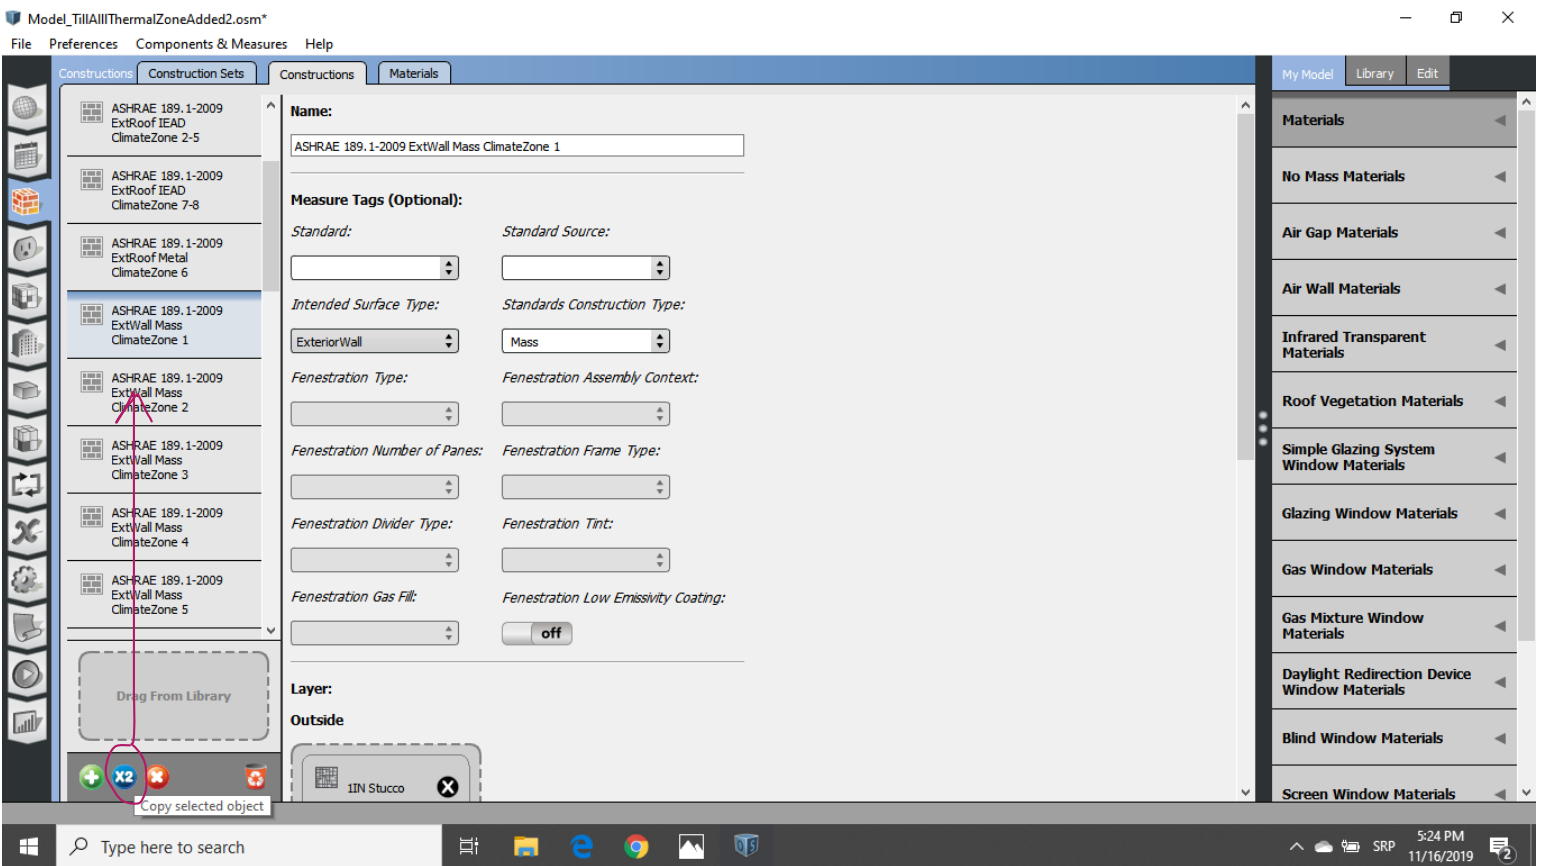 Model_TillAllIThermalZoneAdded2.osm*
File Preferences Components & Measures Help
Constructions Construction Sets Constructions Materials
My Model Library Edit
ASHRAE 189.1-2009
ExtRoof IEAD
ClimateZone 2-5
ASHRAE 189.1-2009
ExtRoof IEAD
ClimateZone 7-8
ASHRAE 189.1-2009
ExtRoof Metal
ClimateZone 6
ASHRAE 189.1-2009
ExtWall Mass
ClimateZone 1
ASHRAE 189.1-2009
ExtWall Mass
ClimateZone 2
ASHRAE 189.1-2009
ExtWall Mass
ClimateZone 3
ASHRAE 189.1-2009
ExtWall Mass
ClimateZone 4
ASHRAE 189.1-2009
ExtWall Mass
ClimateZone 5
Drag From Library
X2
Copy selected object
Name:
ASHRAE 189.1-2009 ExtWall Mass ClimateZone 1
Measure Tags (Optional):
Standard: Standard Source:
Intended Surface Type: Standards Construction Type:
ExteriorWall Mass
Fenestration Type: Fenestration Assembly Context:
Fenestration Number of Panes: Fenestration Frame Type:
Fenestration Divider Type: Fenestration Tint:
Fenestration Gas Fill: Fenestration Low Emissivity Coating:
off
Layer:
Outside
1IN Stucco
Materials
No Mass Materials
Air Gap Materials
Air Wall Materials
Infrared Transparent
Materials
Roof Vegetation Materials
Simple Glazing System
Window Materials
Glazing Window Materials
Gas Window Materials
Gas Mixture Window
Materials
Daylight Redirection Device
Window Materials
Blind Window Materials
Screen Window Materials
Type here to search
SRP
5:24 PM
11/16/2019
2